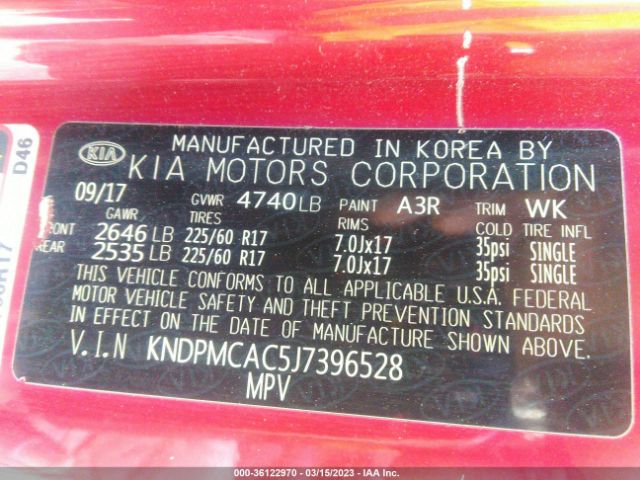 KIA
MANUFACTURED IN KOREA BY
KIA MOTORS CORPORATION
09/17 GVWR 4740LB PAINT A3R TRIM WK
GAWR TIRES RIMS COLD TIRE INFL
FRONT 2646 LB 225/60 R17 7.0Jx17 35psi SINGLE
REAR 2535 LB 225/60 R17 7.0Jx17 35psi SINGLE
THIS VEHICLE CONFORMS TO ALL APPLICABLE U.S.A. FEDERAL
MOTOR VEHICLE SAFETY AND THEFT PREVENTION STANDARDS
IN EFFECT ON THE DATE OF MANUFACTURE SHOWN ABOVE.
V.I.N KNDPMCAC5J7396528
MPV
D46
000-36122970 - 03/15/2023 - IAA Inc.